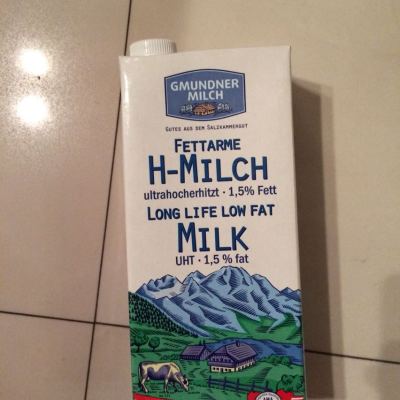 GMUNDNER
MILCH
GUTES AUS DEM SALZKAMMERGUT
FETTARME
H-MILCH
ultrahocherhitzt · 1,5% Fett
LONG LIFE LOW FAT
MILK
UHT · 1,5 % fat
AMA